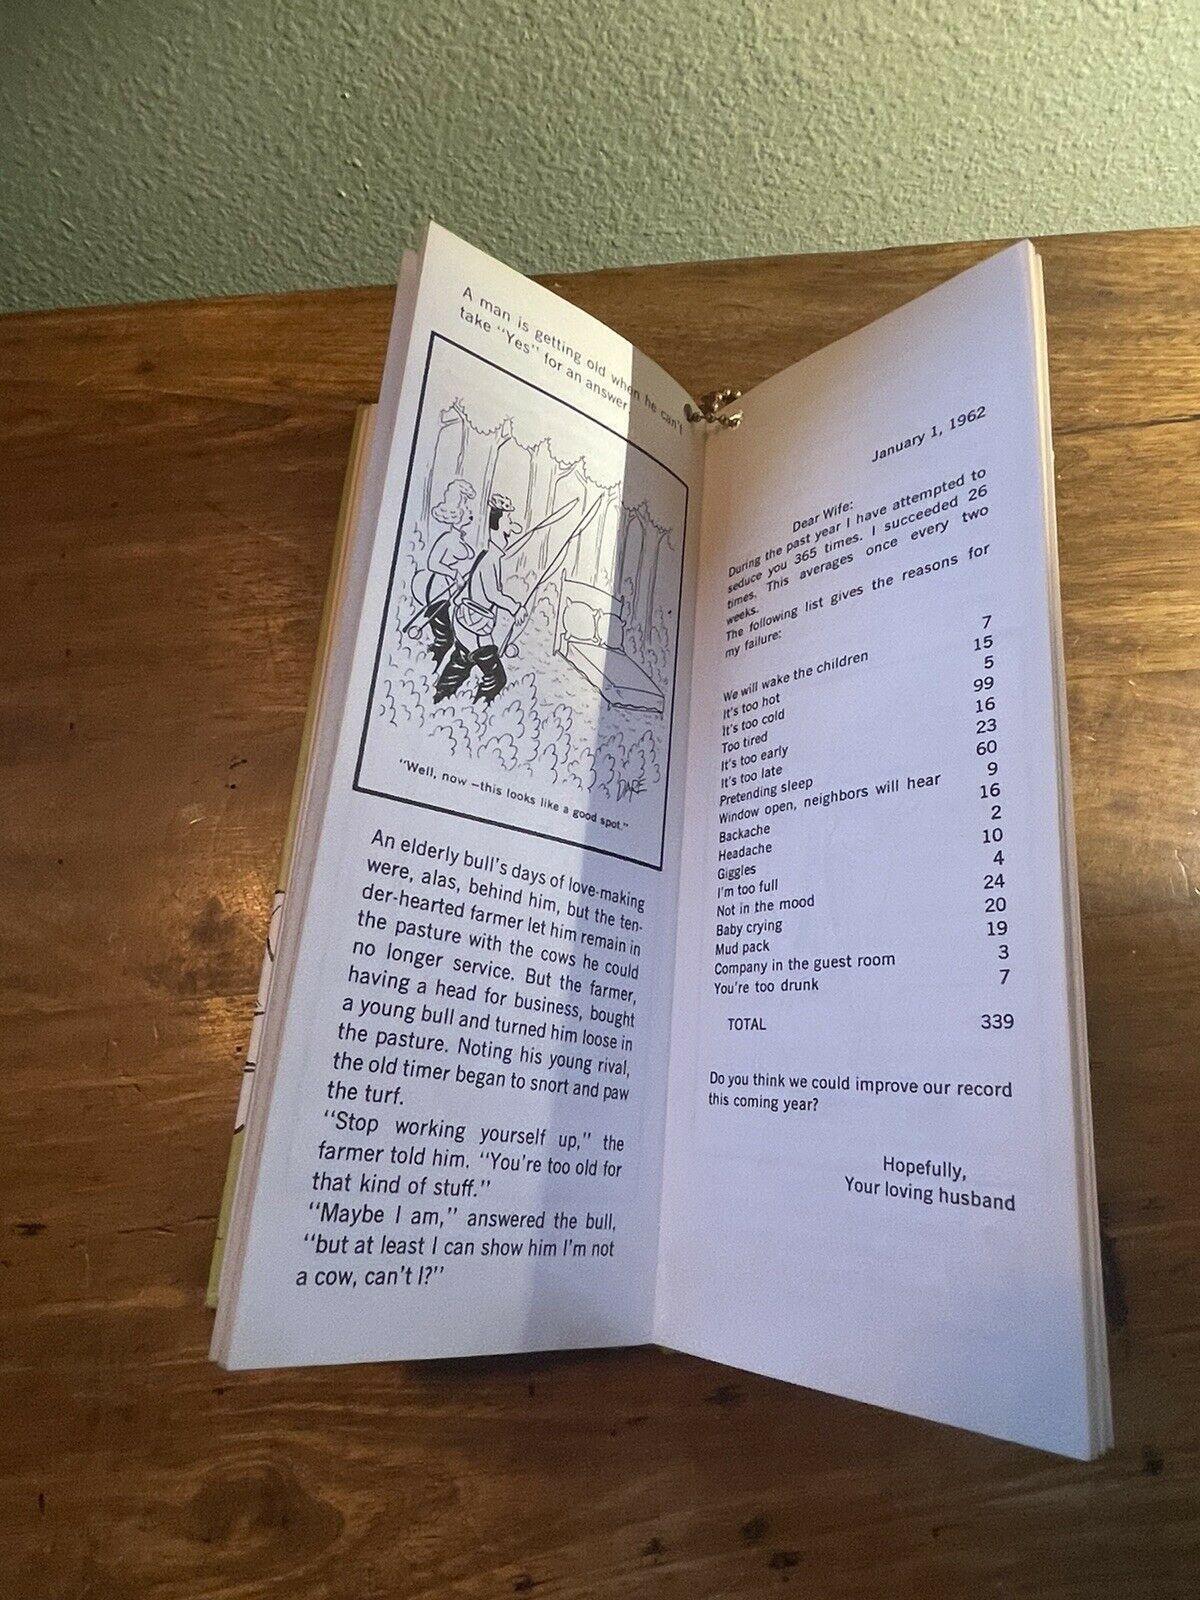 A man is getting old when he can't
take "Yes" for an answer
"Well, now —this looks like a good spot."
DARE
An elderly bull's days of love-making
were, alas, behind him, but the ten-
der-hearted farmer let him remain in
the pasture with the cows he could
no longer service. But the farmer,
having a head for business, bought
a young bull and turned him loose in
the pasture. Noting his young rival,
the old timer began to snort and paw
the turf.
"Stop working yourself up," the
farmer told him. "You're too old for
that kind of stuff."
"Maybe I am," answered the bull,
"but at least I can show him I'm not
a cow, can't I?"
January 1, 1962
Dear Wife:
During the past year I have attempted to
seduce you 365 times. I succeeded 26
times. This averages once every two
weeks.
The following list gives the reasons for
my failure:
We will wake the children 7
It's too hot 15
It's too cold 5
Too tired 99
It's too early 16
It's too late 23
Pretending sleep 60
Window open, neighbors will hear 9
Backache 16
Headache 2
Giggles 10
I'm too full 4
Not in the mood 24
Baby crying 20
Mud pack 19
Company in the guest room 3
You're too drunk 7
TOTAL 339
Do you think we could improve our record
this coming year?
Hopefully,
Your loving husband